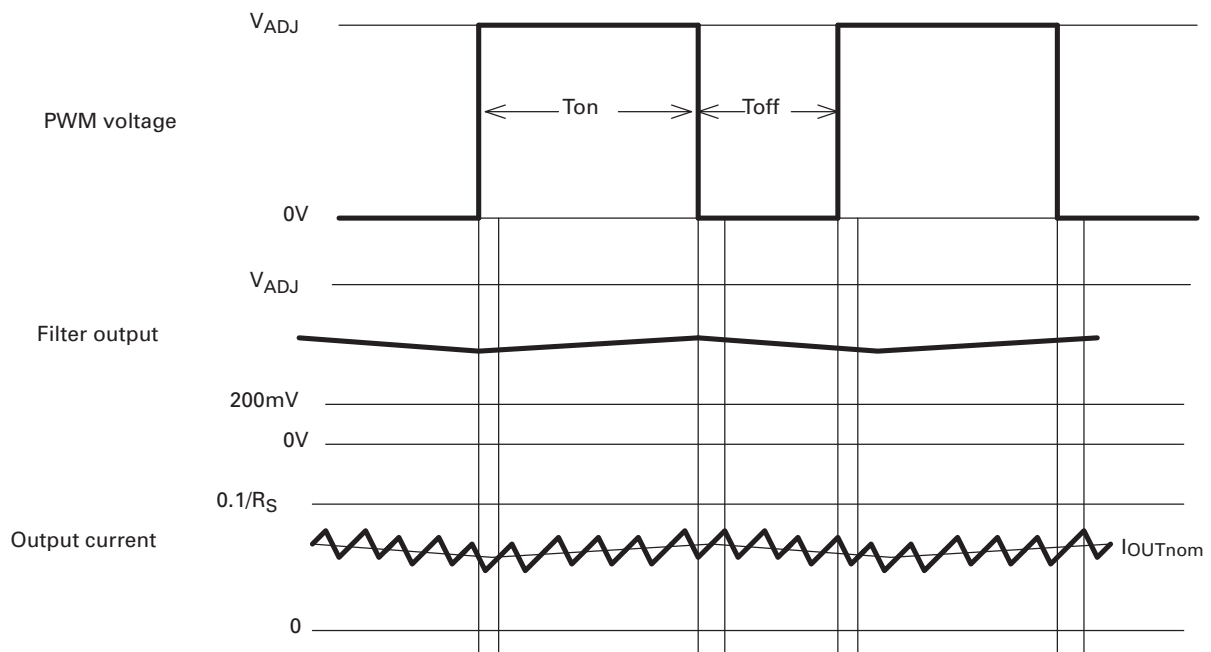 VADJ
PWM voltage
Ton
Toff
0V
VADJ
Filter output
200mV
0V
0.1/RS
Output current
IOUTnom
0